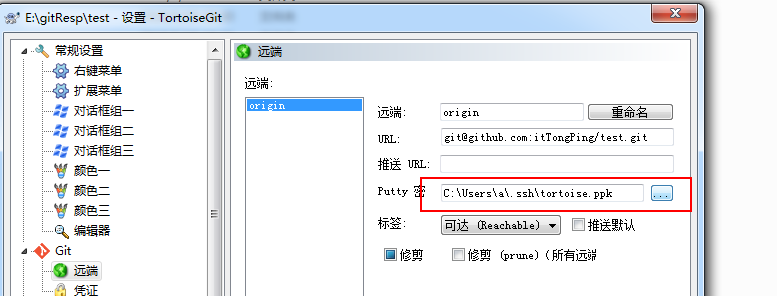 E:\gitResp\test - 设置 - TortoiseGit
常规设置
右键菜单
扩展菜单
对话框组一
对话框组二
对话框组三
颜色一
颜色二
颜色三
编辑器
Git
远端
凭证
远端
远端:
origin
远端: origin 重命名
URL: git@github.com:itTongPing/test.git
推送 URL:
Putty 密 C:\Users\a\.ssh\tortoise.ppk ...
标签: 可达 (Reachable) 推送默认
修剪 修剪 (prune) (所有远端